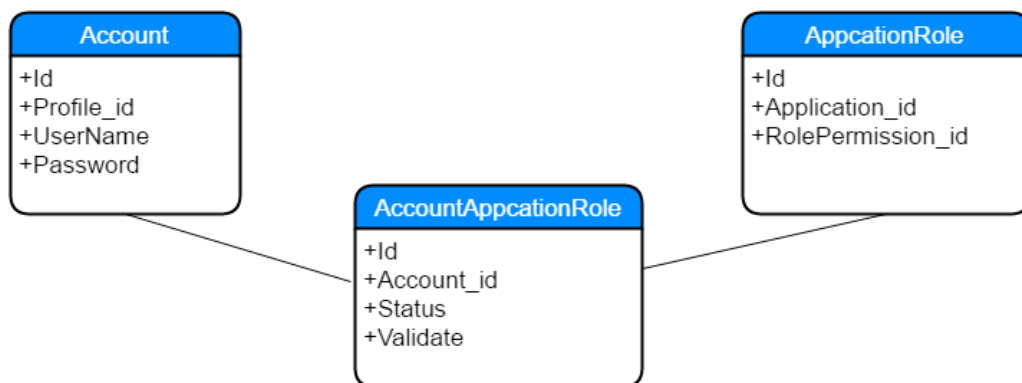 Account
+Id
+Profile_id
+UserName
+Password
AppcationRole
+Id
+Application_id
+RolePermission_id
AccountAppcationRole
+Id
+Account_id
+Status
+Validate